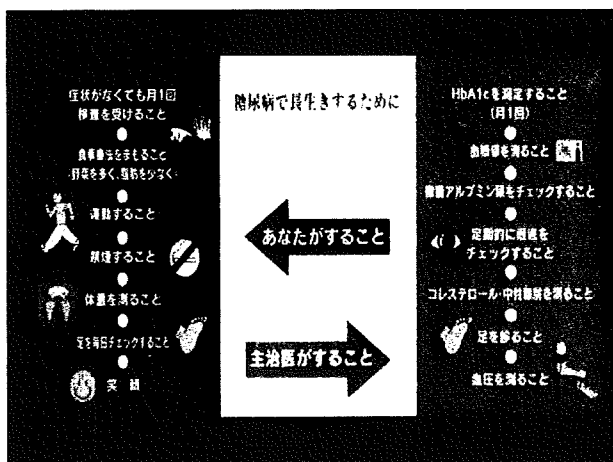 糖尿病で長生きするために
症状がなくても月1回
検査を受けること
食事療法をまもること
(野菜を多く、脂肪を少なく)
運動すること
禁煙すること
体重を測ること
足を毎日チェックすること
笑顔
あなたがすること
主治医がすること
HbA1cを測定すること
(月1回)
血糖値を測ること
微量アルブミン尿をチェックすること
定期的に眼底を
チェックすること
コレステロール・中性脂肪を測ること
足を診ること
血圧を測ること